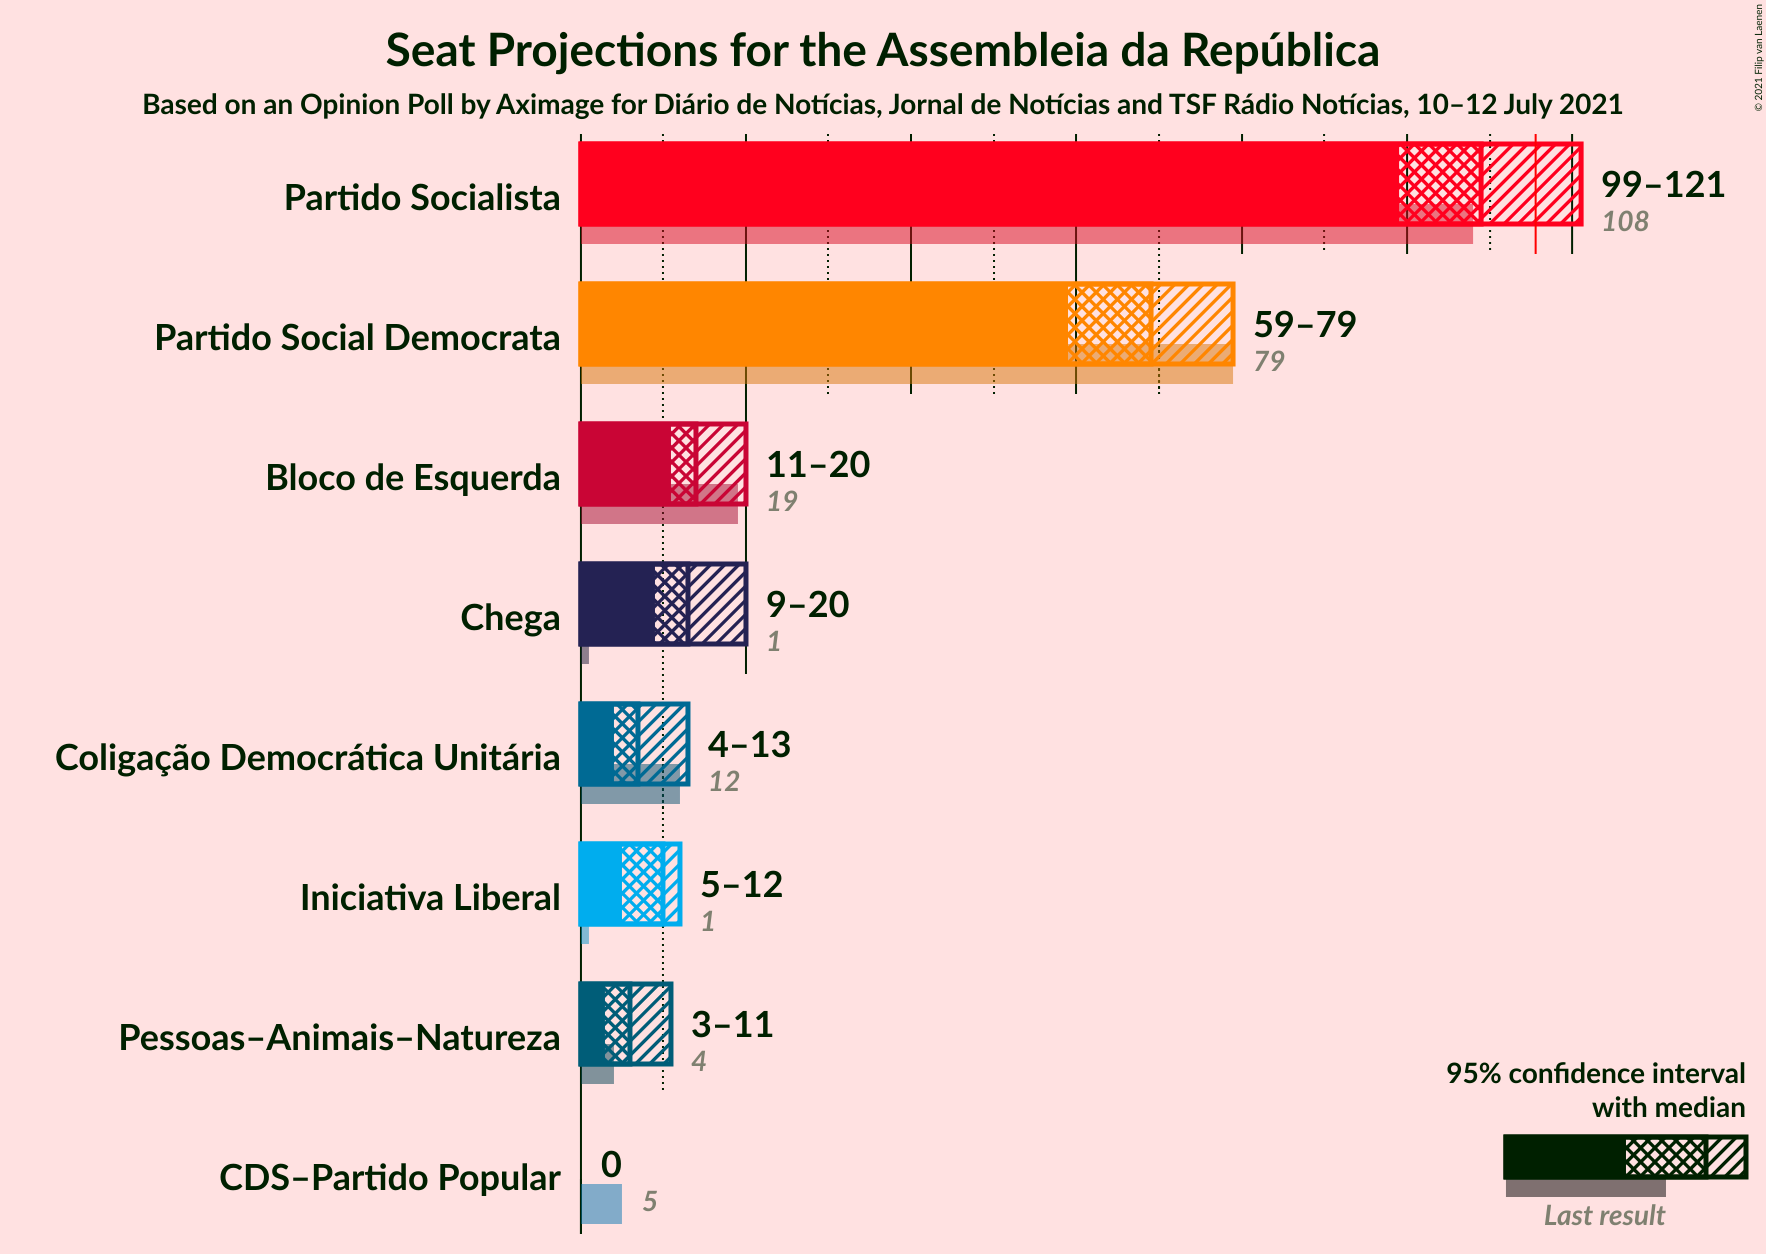 Seat Projections for the Assembleia da República
Based on an Opinion Poll by Aximage for Diário de Notícias, Jornal de Notícias and TSF Rádio Notícias, 10–12 July 2021
© 2021 Filip van Laenen
Partido Socialista
99–121
108
Partido Social Democrata
59–79
79
Bloco de Esquerda
11–20
19
Chega
9–20
1
Coligação Democrática Unitária
4–13
12
Iniciativa Liberal
5–12
1
Pessoas–Animais–Natureza
3–11
4
CDS–Partido Popular
0
5
95% confidence interval
with median
Last result